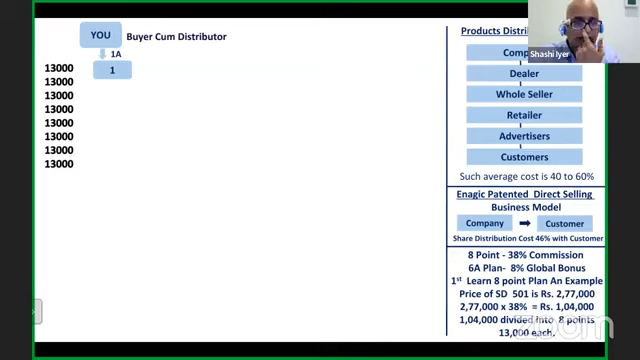 YOU
Buyer Cum Distributor
1A
1
13000
13000
13000
13000
13000
13000
13000
13000
Products Distri
Comp
Shashi Iyer
Dealer
Whole Seller
Retailer
Advertisers
Customers
Such average cost is 40 to 60%
Enagic Patented Direct Selling
Business Model
Company
Customer
Share Distribution Cost 46% with Customer
8 Point - 38% Commission
6A Plan- 8% Global Bonus
1st Learn 8 point Plan An Example
Price of SD 501 is Rs. 2,77,000
2,77,000 x 38% = Rs. 1,04,000
1,04,000 divided into 8 points
13,000 each.
zoom